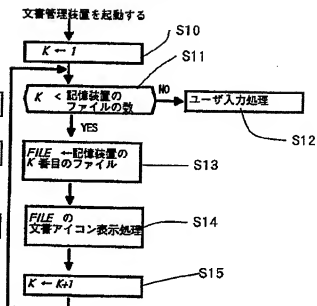 文書管理装置を起動する
K ← 1
S10
S11
K < 記憶装置の
ファイルの数
NO
ユーザ入力処理
S12
YES
FILE ←記憶装置の
K 番目のファイル
S13
FILE の
文書アイコン表示処理
S14
K ← K+1
S15